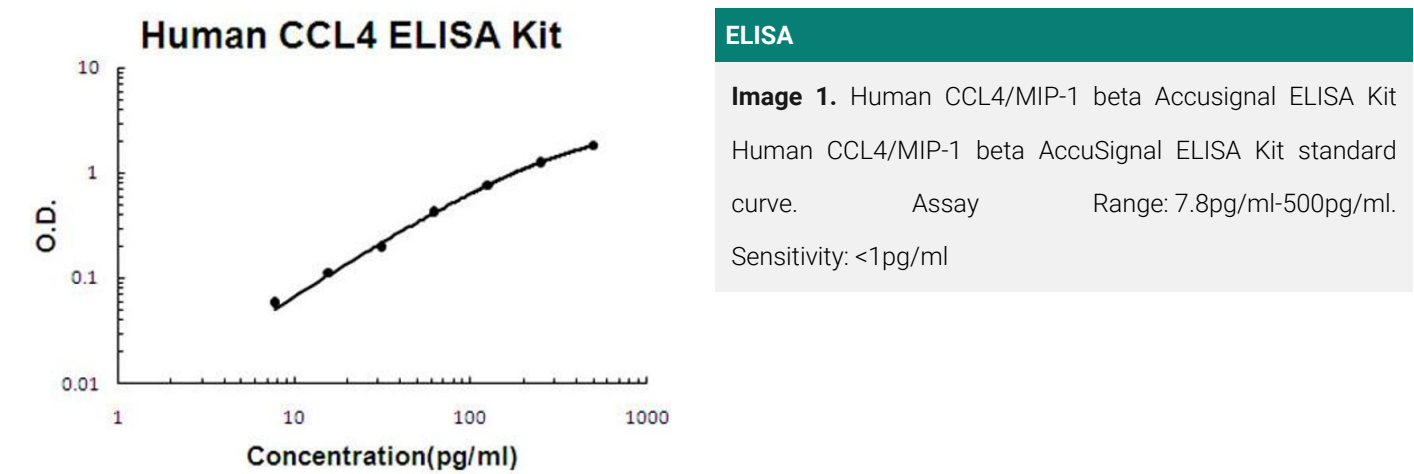 Human CCL4 ELISA Kit
10
1
0.1
0.01
O.D.
1 10 100 1000
Concentration(pg/ml)
ELISA
Image 1. Human CCL4/MIP-1 beta Accusignal ELISA Kit
Human CCL4/MIP-1 beta AccuSignal ELISA Kit standard
curve. Assay Range: 7.8pg/ml-500pg/ml.
Sensitivity: <1pg/ml